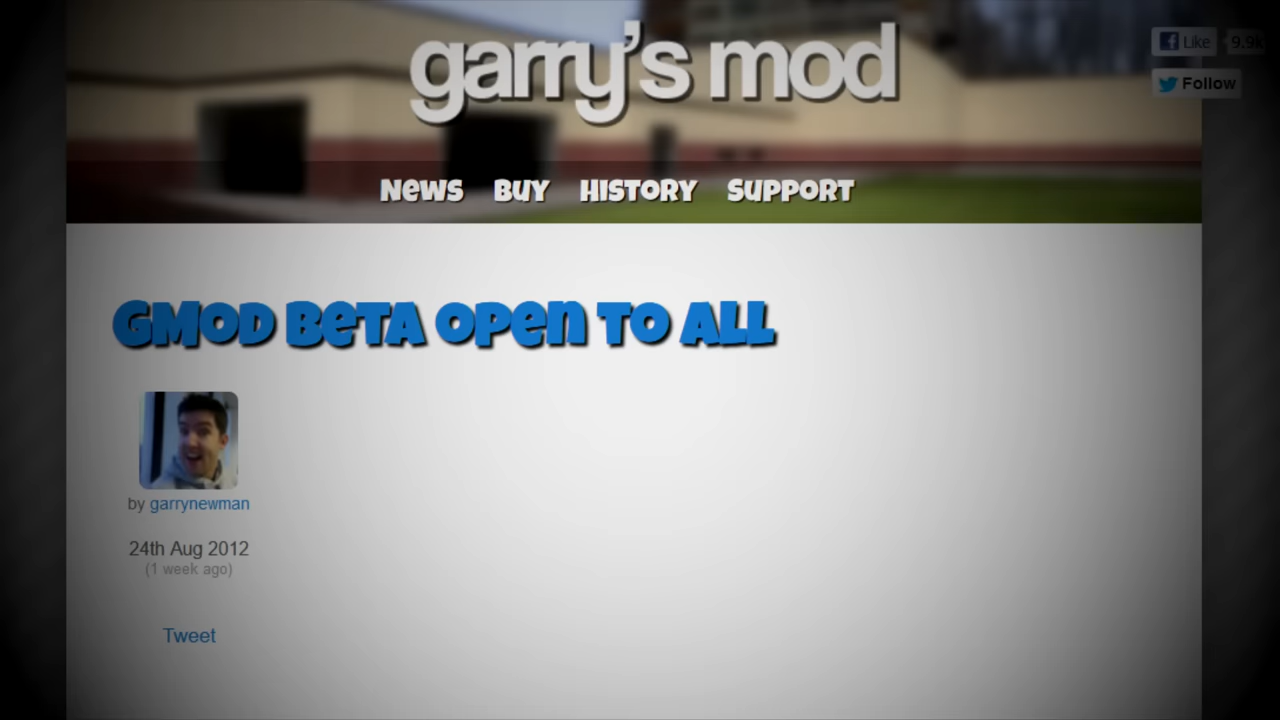 garry's mod
Like 9.9k
Follow
News Buy History Support
GMod Beta Open To All
by garrynewman
24th Aug 2012
(1 week ago)
Tweet